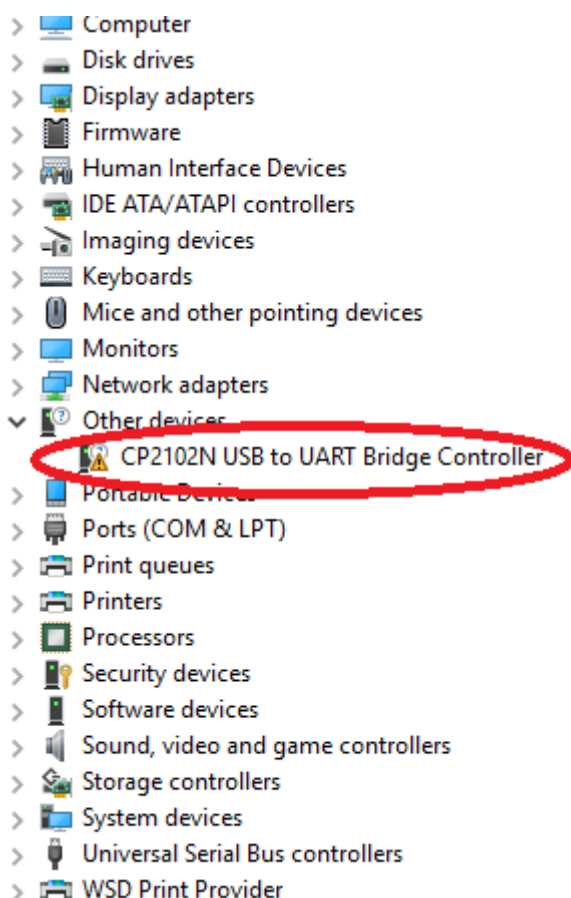 Computer
Disk drives
Display adapters
Firmware
Human Interface Devices
IDE ATA/ATAPI controllers
Imaging devices
Keyboards
Mice and other pointing devices
Monitors
Network adapters
Other devices
CP2102N USB to UART Bridge Controller
Portable Devices
Ports (COM & LPT)
Print queues
Printers
Processors
Security devices
Software devices
Sound, video and game controllers
Storage controllers
System devices
Universal Serial Bus controllers
WSD Print Provider